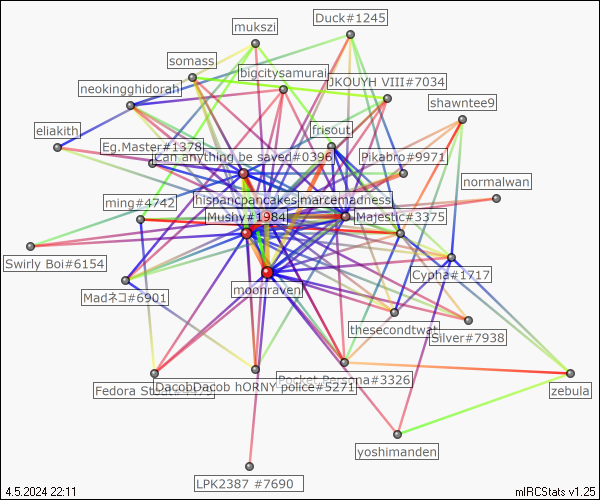 Duck#1245
mukszi
somass
bigcitysamurai
neokingghidorah
JKOUYH VIII#7034
shawntee9
eliakith
frisout
Eg.Master#1378
Can anything be saved#0396
Pikabro#9971
normalwan
hispancpancakes
marcemadness
ming#4742
Mushy#1984
Majestic#3375
Swirly Boi#6154
Cypha#1717
Madネコ#6901
moonraven
thesecondtwat
Silver#7938
Pocket Persona#3326
Fedora
DacobDacob hORNY police#5271
zebula
yoshimanden
LPK2387 #7690
4.5.2024 22:11
mIRCStats v1.25